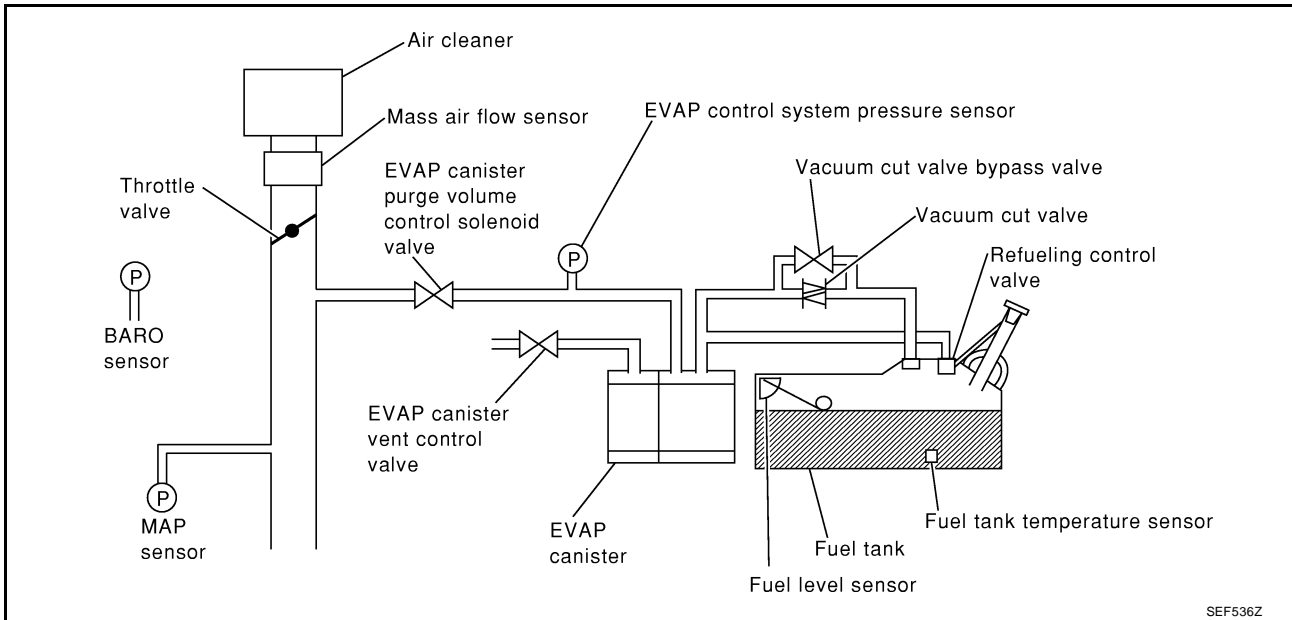 Air cleaner
Mass air flow sensor
EVAP control system pressure sensor
Throttle
valve
EVAP canister
purge volume
control solenoid
valve
Vacuum cut valve bypass valve
Vacuum cut valve
Refueling control
valve
P
P
BARO
sensor
EVAP canister
vent control
valve
P
MAP
sensor
EVAP
canister
Fuel tank temperature sensor
Fuel tank
Fuel level sensor
SEF536Z